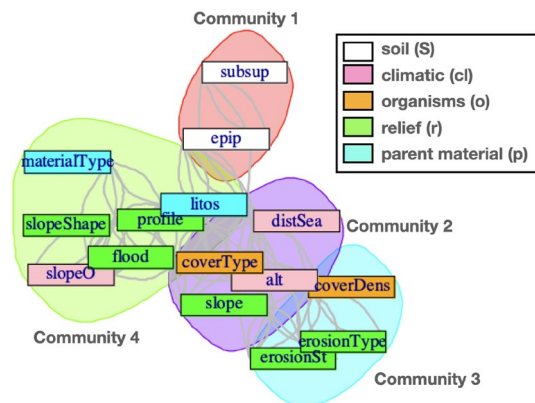 Community 1
subsup
epip
soil (S)
climatic (cl)
organisms (o)
relief (r)
parent material (p)
materialType
litos
slopeShape
profile
distSea
Community 2
flood
coverType
slopeO
alt
coverDens
slope
Community 4
erosionType
erosionSt
Community 3